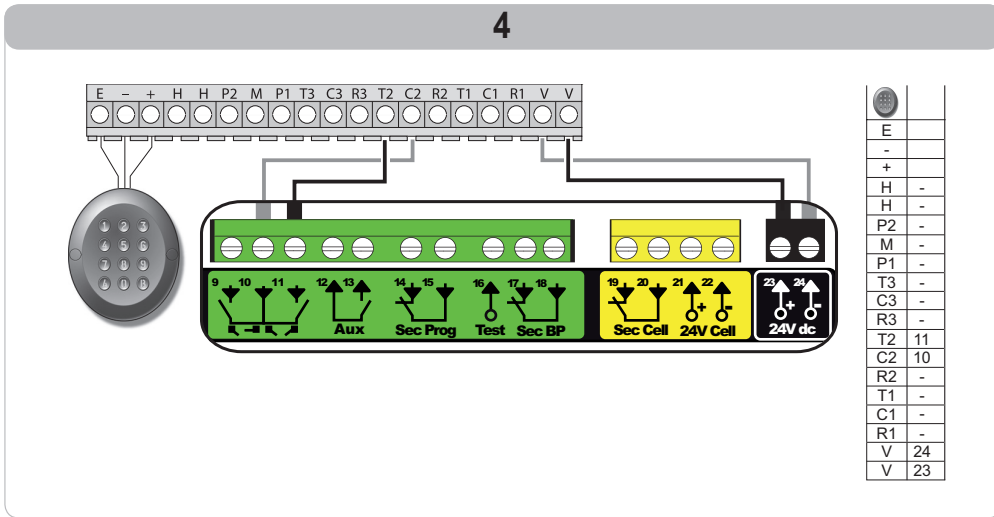 4
E – + H H P2 M P1 T3 C3 R3 T2 C2 R2 T1 C1 R1 V V
1 2 3
4 5 6
7 8 9
A 0 B
9 10 11 12 13 14 15 16 17 18 19 20 21 22 23 24
+ - + -
Aux Sec Prog Test Sec BP Sec Cell 24V Cell 24V dc
E
-
+
H -
H -
P2 -
M -
P1 -
T3 -
C3 -
R3 -
T2 11
C2 10
R2 -
T1 -
C1 -
R1 -
V 24
V 23